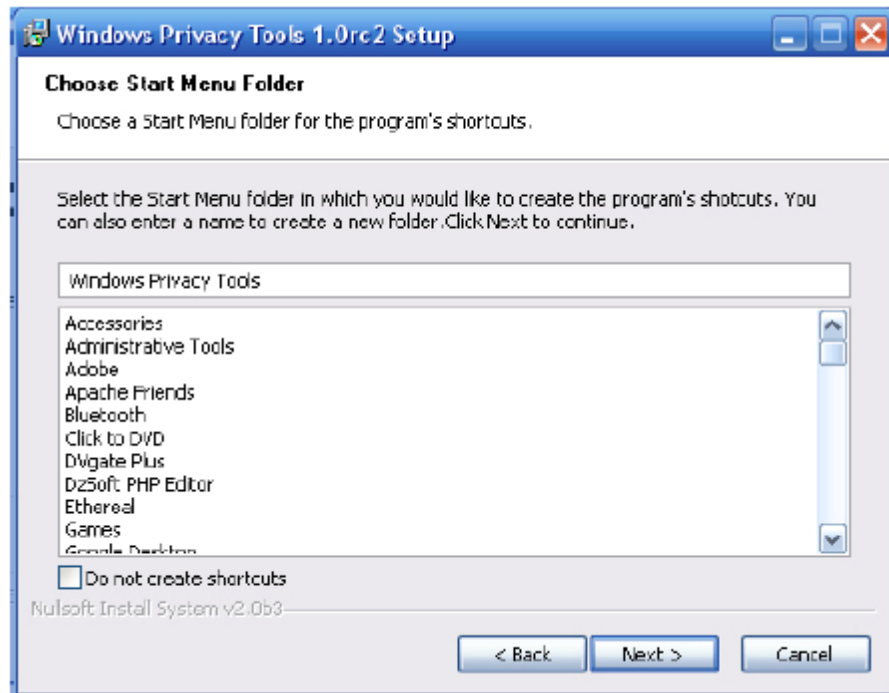 Windows Privacy Tools 1.0rc2 Setup
Choose Start Menu Folder
Choose a Start Menu folder for the program's shortcuts.
Select the Start Menu folder in which you would like to create the program's shotcuts. You
can also enter a name to create a new folder.Click Next to continue.
Windows Privacy Tools
Accessories
Administrative Tools
Adobe
Apache Friends
Bluetooth
Click to DVD
DVgate Plus
DzSoft PHP Editor
Ethereal
Games
Google Desktop
Do not create shortcuts
Nullsoft Install System v2.0b3
< Back
Next >
Cancel